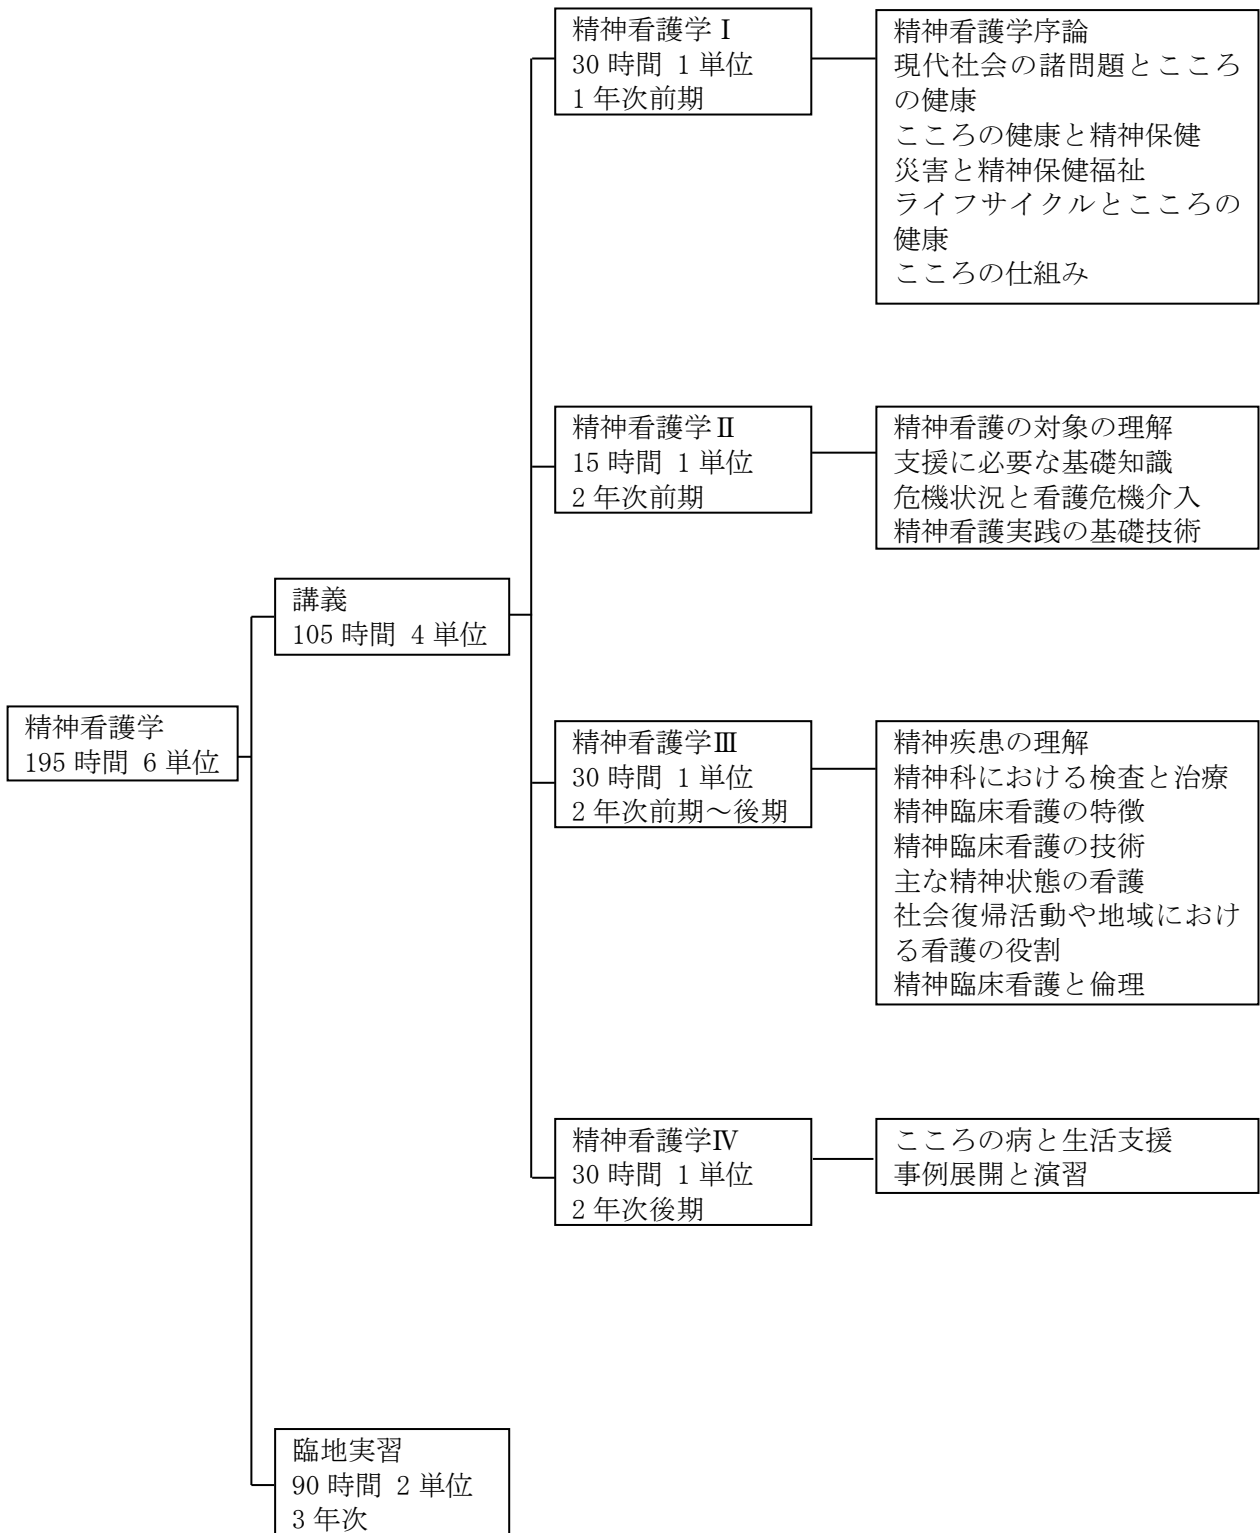 精神看護学
195 時間 6 単位
講義
105 時間 4 単位
精神看護学Ⅰ
30 時間 1 単位
1 年次前期
精神看護学序論
現代社会の諸問題とこころ
の健康
こころの健康と精神保健
災害と精神保健福祉
ライフサイクルとこころの
健康
こころの仕組み
精神看護学Ⅱ
15 時間 1 単位
2 年次前期
精神看護の対象の理解
支援に必要な基礎知識
危機状況と看護危機介入
精神看護実践の基礎技術
精神看護学Ⅲ
30 時間 1 単位
2 年次前期～後期
精神疾患の理解
精神科における検査と治療
精神臨床看護の特徴
精神臨床看護の技術
主な精神状態の看護
社会復帰活動や地域におけ
る看護の役割
精神臨床看護と倫理
精神看護学Ⅳ
30 時間 1 単位
2 年次後期
こころの病と生活支援
事例展開と演習
臨地実習
90 時間 2 単位
3 年次